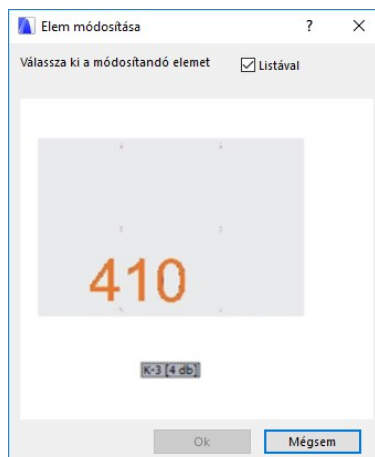 Elem módosítása ? ×
Válassza ki a módosítandó elemet Listával
410
K-3 [4 db]
Ok Mégsem